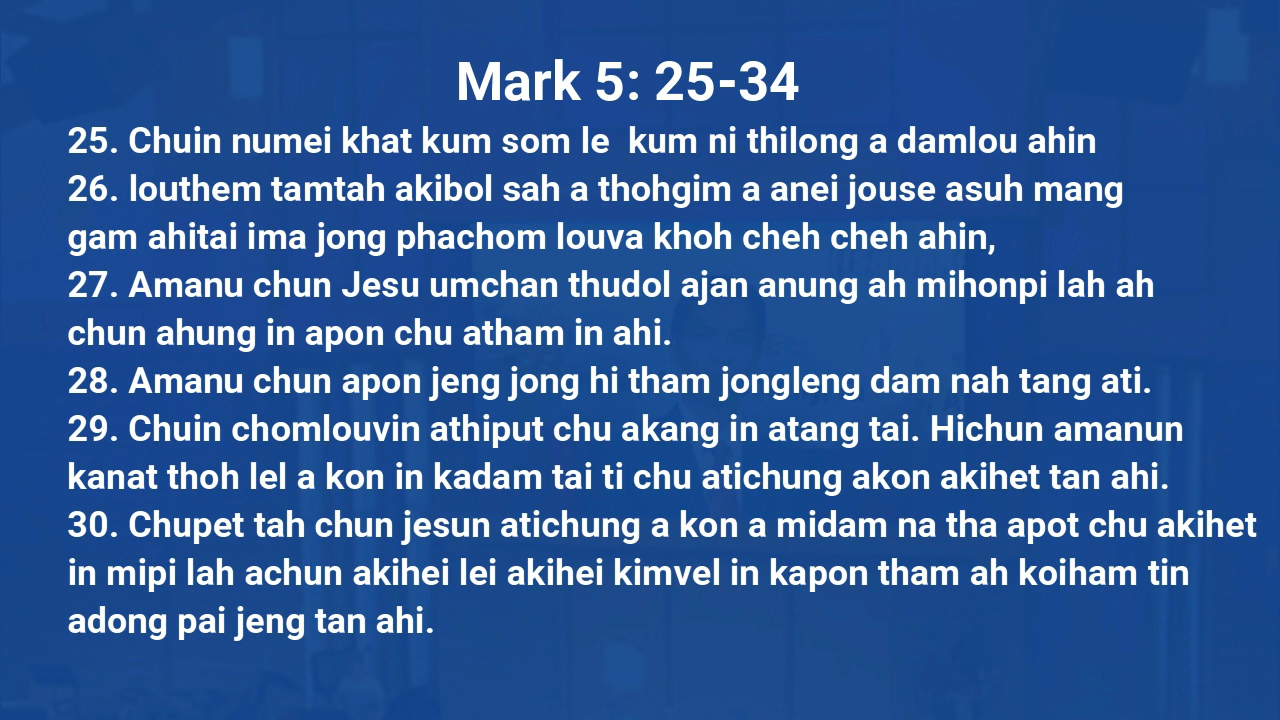 Mark 5: 25-34
25. Chuin numei khat kum som le  kum ni thilong a damlou ahin
26. louthem tamtah akibol sah a thohgim a anei jouse asuh mang
gam ahitai ima jong phachom louva khoh cheh cheh ahin,
27. Amanu chun Jesu umchan thudol ajan anung ah mihonpi lah ah
chun ahung in apon chu atham in ahi.
28. Amanu chun apon jeng jong hi tham jongleng dam nah tang ati.
29. Chuin chomlouvin athiput chu akang in atang tai. Hichun amanun
kanat thoh lel a kon in kadam tai ti chu atichung akon akihet tan ahi.
30. Chupet tah chun jesun atichung a kon a midam na tha apot chu akihet
in mipi lah achun akihei lei akihei kimvel in kapon tham ah koiham tin
adong pai jeng tan ahi.